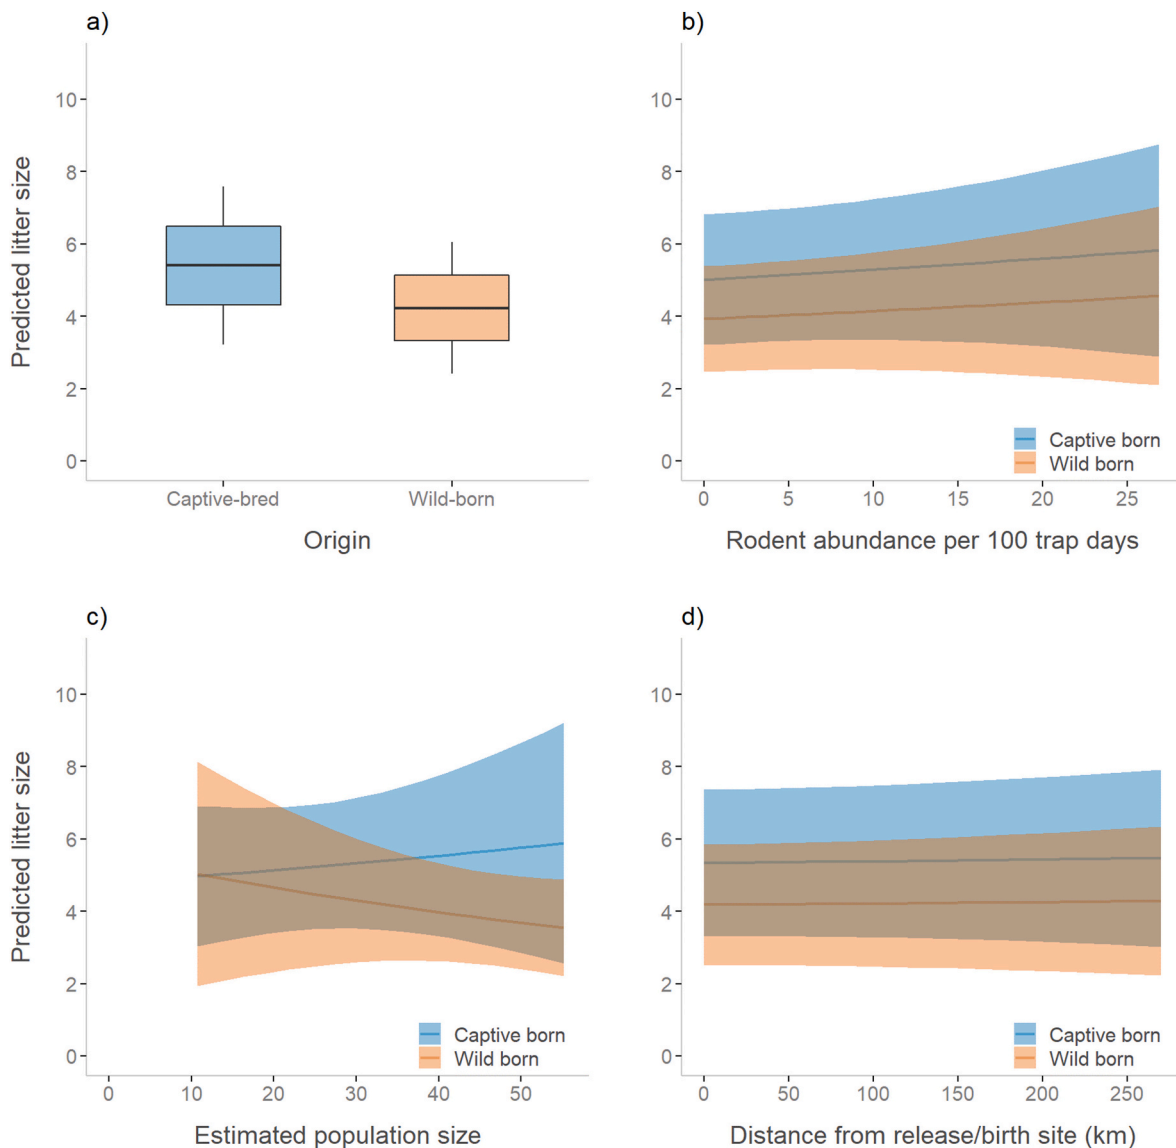 a)
Predicted litter size
10
8
6
4
2
0
Captive-bred
Wild-born
Origin
b)
10
8
6
4
2
0
Captive born
Wild born
0
5
10
15
20
25
Rodent abundance per 100 trap days
c)
Predicted litter size
10
8
6
4
2
0
Captive born
Wild born
0
10
20
30
40
50
Estimated population size
d)
10
8
6
4
2
0
Captive born
Wild born
0
50
100
150
200
250
Distance from release/birth site (km)